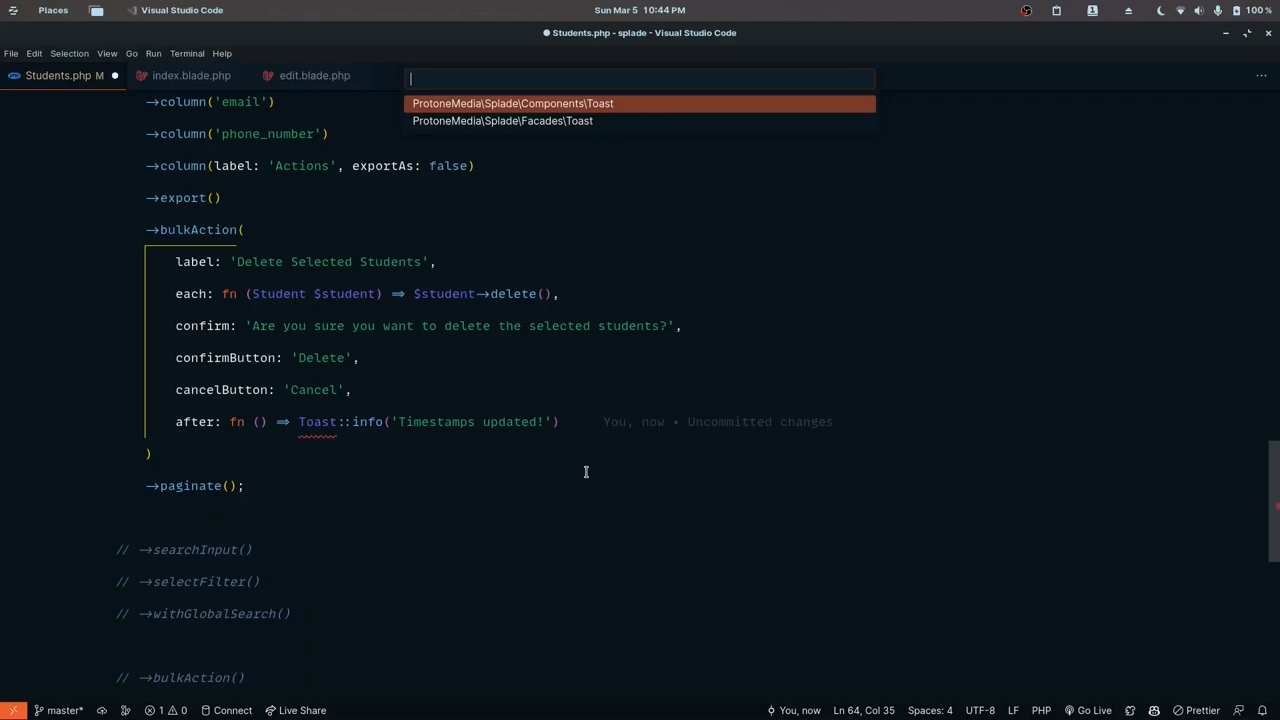 Places
Visual Studio Code
Sun Mar 5 10:44 PM
100 %
Students.php - splade - Visual Studio Code
File Edit Selection View Go Run Terminal Help
Students.php M
index.blade.php
edit.blade.php
ProtoneMedia\Splade\Components\Toast
ProtoneMedia\Splade\Facades\Toast
->column('email')
->column('phone_number')
->column(label: 'Actions', exportAs: false)
->export()
->bulkAction(
label: 'Delete Selected Students',
each: fn (Student $student) => $student->delete(),
confirm: 'Are you sure you want to delete the selected students?',
confirmButton: 'Delete',
cancelButton: 'Cancel',
after: fn () => Toast::info('Timestamps updated!') You, now • Uncommitted changes
)
->paginate();
// ->searchInput()
// ->selectFilter()
// ->withGlobalSearch()
// ->bulkAction()
master* 1 0 Connect Live Share You, now Ln 64, Col 35 Spaces: 4 UTF-8 LF PHP Go Live Prettier